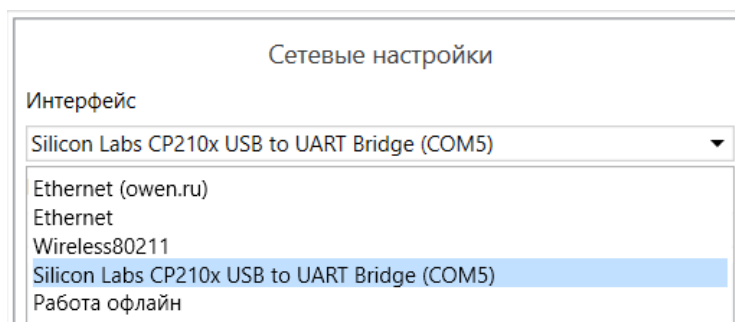 Сетевые настройки
Интерфейс
Silicon Labs CP210x USB to UART Bridge (COM5)
Ethernet (owen.ru)
Ethernet
Wireless80211
Silicon Labs CP210x USB to UART Bridge (COM5)
Работа офлайн